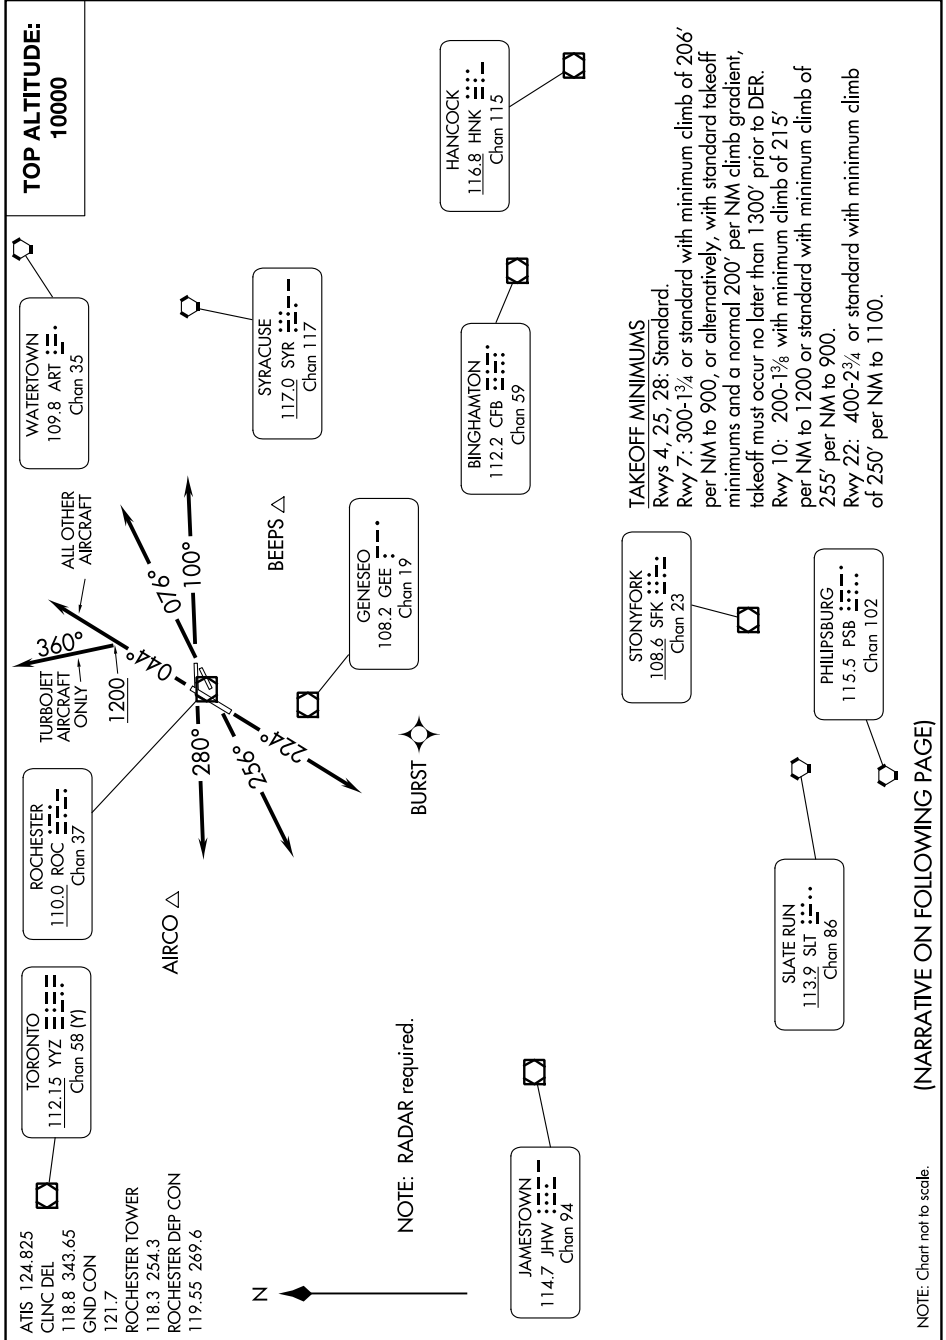 TOP ALTITUDE:
10000
ATIS 124.825
CLNC DEL
118.8 343.65
GND CON
121.7
ROCHESTER TOWER
118.3 254.3
ROCHESTER DEP CON
119.55 269.6
TORONTO
112.15 YYZ
Chan 58 (Y)
ROCHESTER
110.0 ROC
Chan 37
TURBOJET
AIRCRAFT
ONLY
1200
360°
ALL OTHER
AIRCRAFT
044°
076°
100°
280°
256°
224°
WATERTOWN
109.8 ART
Chan 35
SYRACUSE
117.0 SYR
Chan 117
HANCOCK
116.8 HNK
Chan 115
AIRCO
BEEPS
GENESEO
108.2 GEE
Chan 19
BURST
BINGHAMTON
112.2 CFB
Chan 59
N
NOTE: RADAR required.
JAMESTOWN
114.7 JHW
Chan 94
STONYFORK
108.6 SFK
Chan 23
SLATE RUN
113.9 SLT
Chan 86
PHILIPSBURG
115.5 PSB
Chan 102
TAKEOFF MINIMUMS
Rwys 4, 25, 28: Standard.
Rwy 7: 300-1¾ or standard with minimum climb of 206'
per NM to 900, or alternatively, with standard takeoff
minimums and a normal 200' per NM climb gradient,
takeoff must occur no later than 1300' prior to DER.
Rwy 10: 200-1⅜ with minimum climb of 215'
per NM to 1200 or standard with minimum climb of
255' per NM to 900.
Rwy 22: 400-2¾ or standard with minimum climb
of 250' per NM to 1100.
NOTE: Chart not to scale.
(NARRATIVE ON FOLLOWING PAGE)